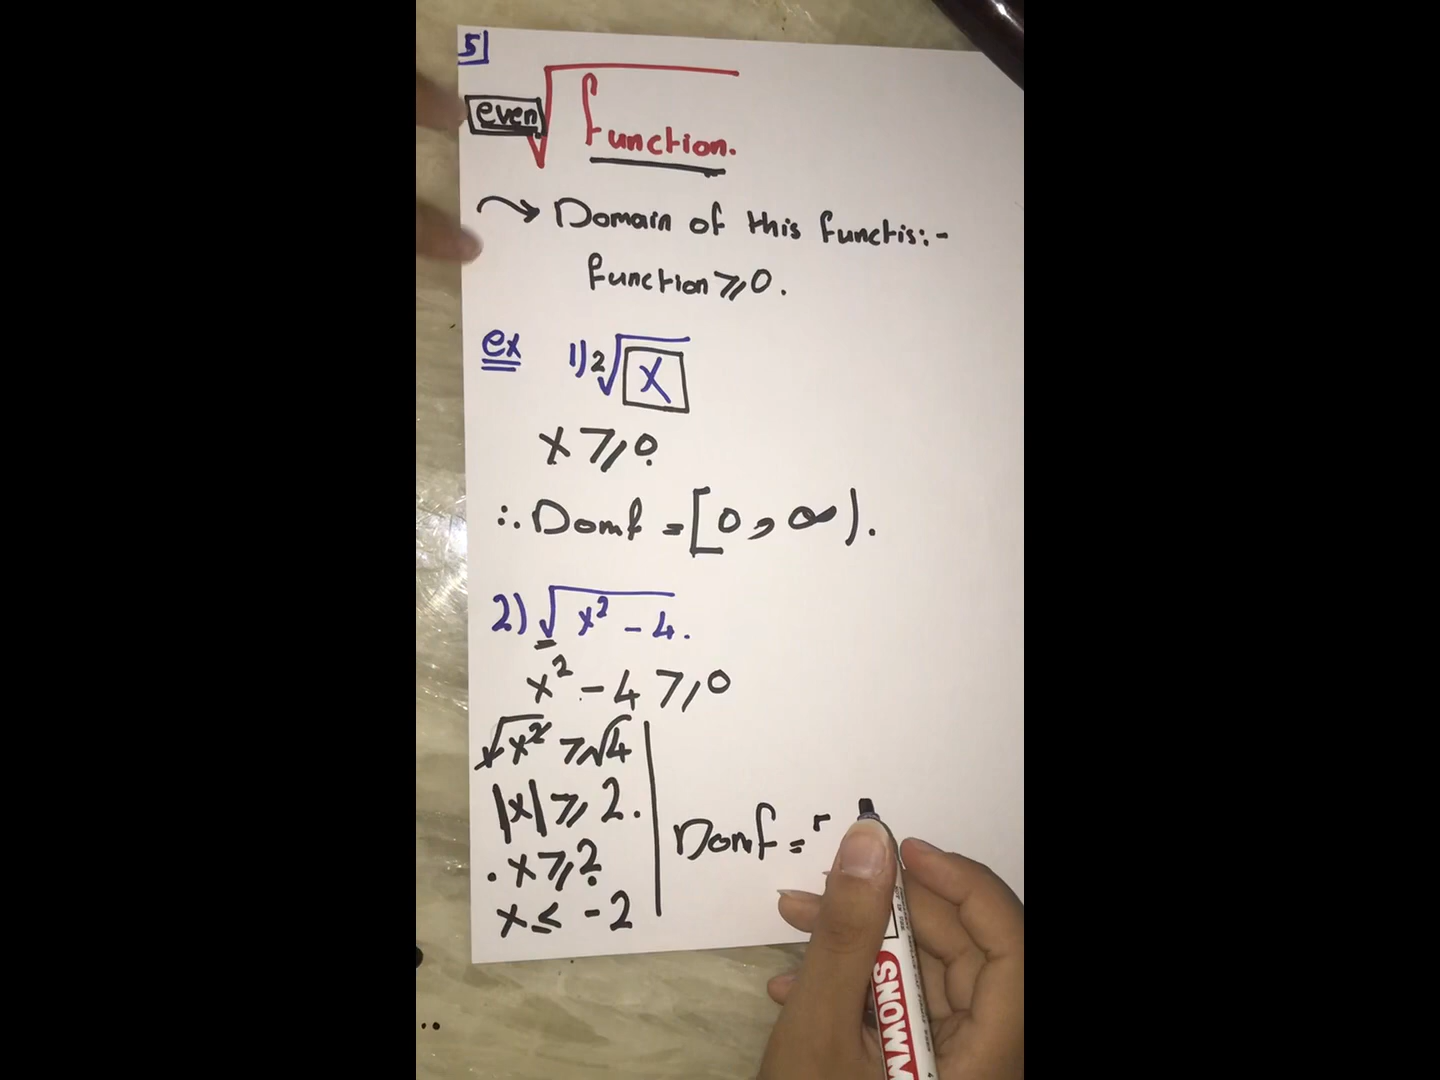 5
even√function.
→ Domain of this functis:-
function ≥ 0.
ex 1) ²√x
x ≥ 0.
∴ Domf = [0, ∞).
2) √x² - 4.
x² - 4 ≥ 0
√x² ≥ √4
|x| ≥ 2.
. x ≥ 2
x ≤ -2
Domf =
SNOWM